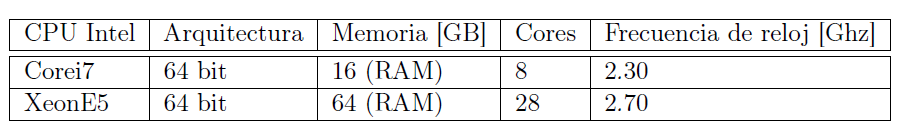 CPU Intel Arquitectura Memoria [GB] Cores Frecuencia de reloj [Ghz]
Corei7 64 bit 16 (RAM) 8 2.30
XeonE5 64 bit 64 (RAM) 28 2.70